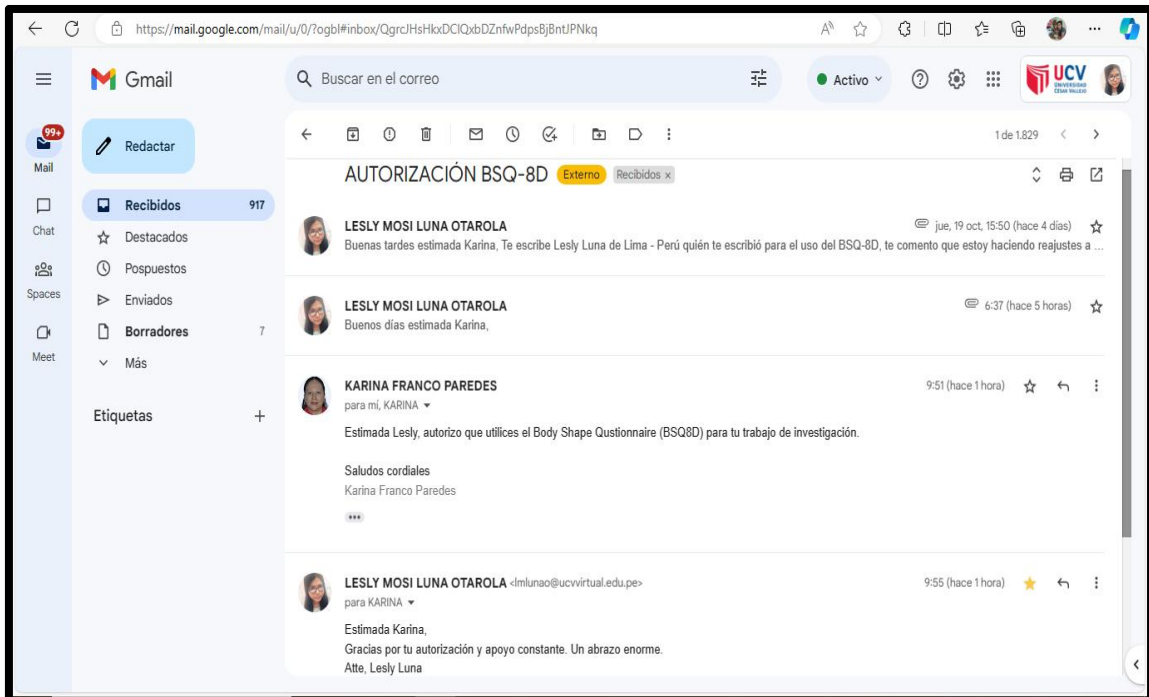 https://mail.google.com/mail/u/0/?ogbl#inbox/QgrcJHsHkxDClQxbDZnfwPdpsBjBntJPNkq
Gmail
Buscar en el correo
Activo
UCV
UNIVERSIDAD
CÉSAR VALLEJO
99+
Mail
Chat
Spaces
Meet
Redactar
Recibidos 917
Destacados
Pospuestos
Enviados
Borradores 7
Más
Etiquetas
1 de 1.829
AUTORIZACIÓN BSQ-8D Externo Recibidos x
LESLY MOSI LUNA OTAROLA jue, 19 oct, 15:50 (hace 4 días)
Buenas tardes estimada Karina, Te escribe Lesly Luna de Lima - Perú quién te escribió para el uso del BSQ-8D, te comento que estoy haciendo reajustes a ...
LESLY MOSI LUNA OTAROLA 6:37 (hace 5 horas)
Buenos días estimada Karina,
KARINA FRANCO PAREDES 9:51 (hace 1 hora)
para mí, KARINA
Estimada Lesly, autorizo que utilices el Body Shape Qustionnaire (BSQ8D) para tu trabajo de investigación.
Saludos cordiales
Karina Franco Paredes
LESLY MOSI LUNA OTAROLA <lmlunao@ucvvirtual.edu.pe> 9:55 (hace 1 hora)
para KARINA
Estimada Karina,
Gracias por tu autorización y apoyo constante. Un abrazo enorme.
Atte, Lesly Luna